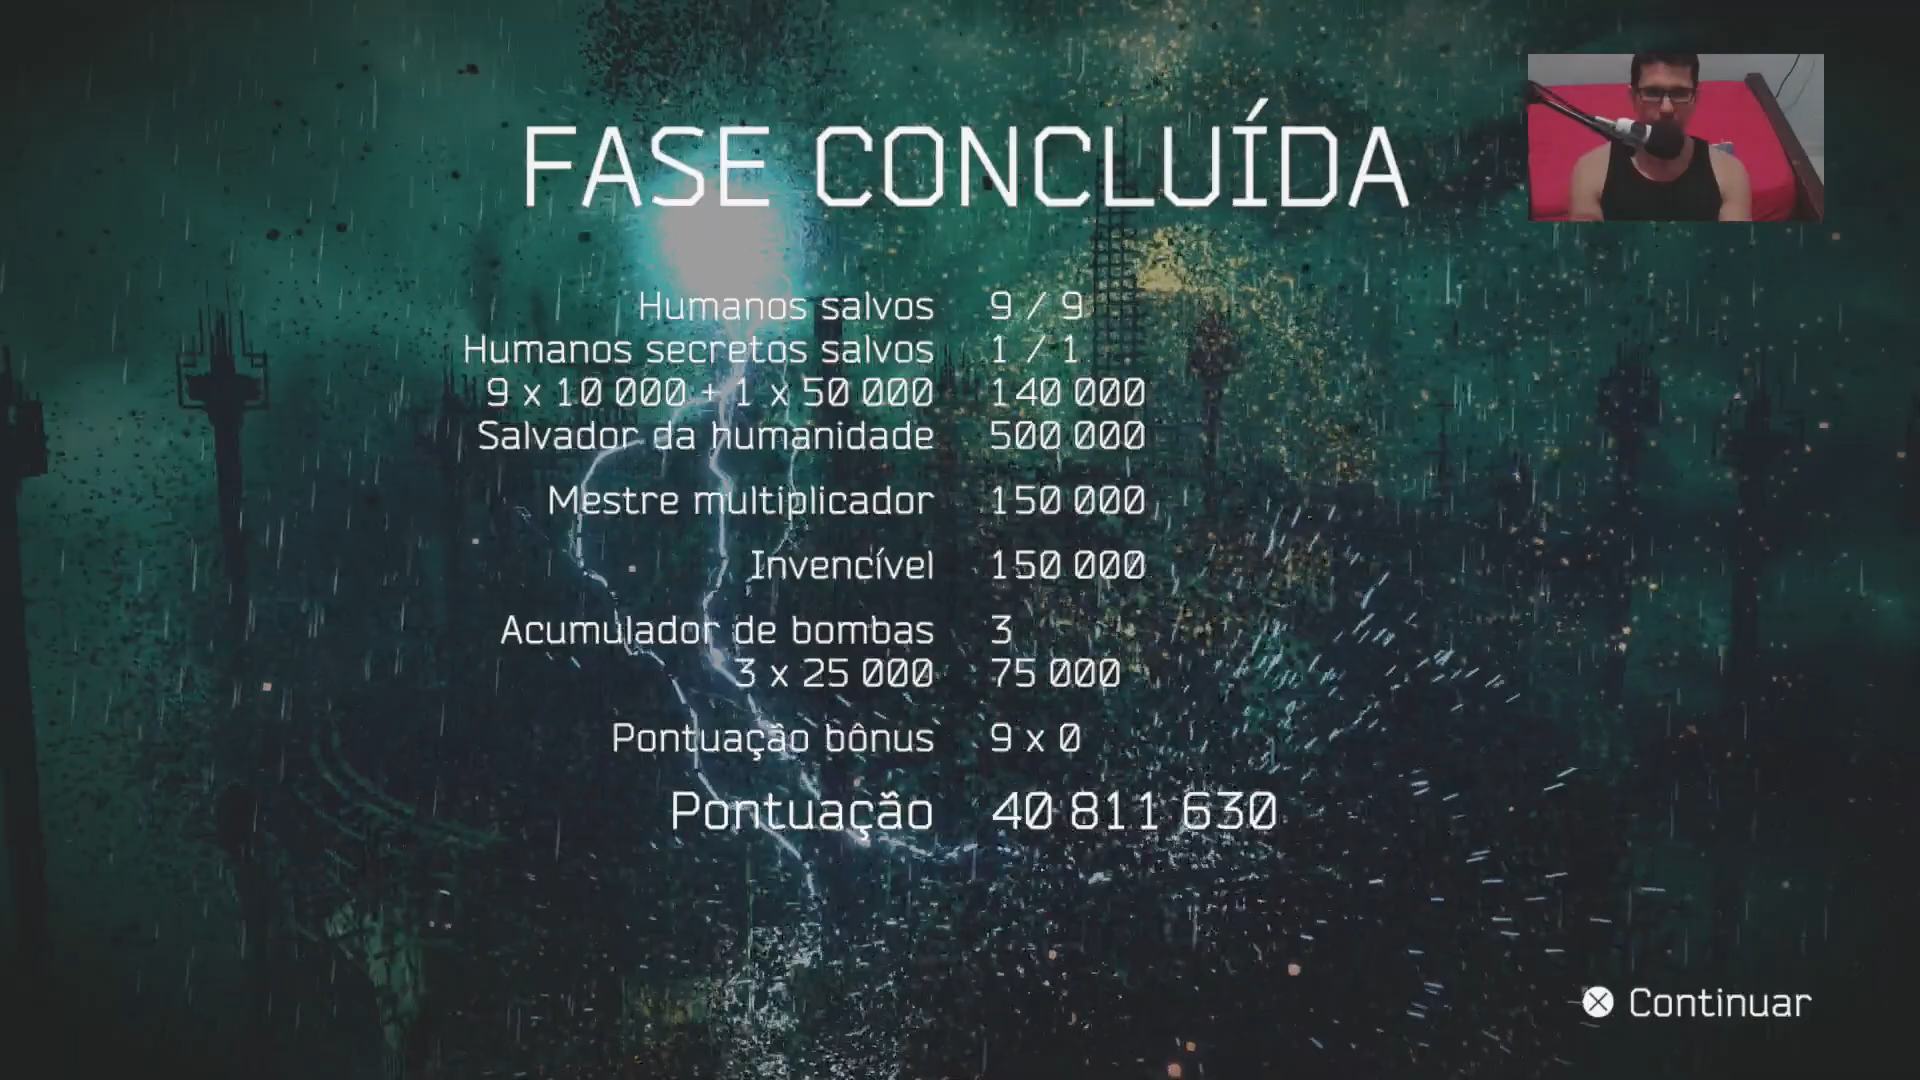 FASE CONCLUÍDA
Humanos salvos 9 / 9
Humanos secretos salvos 1 / 1
9 x 10 000 + 1 x 50 000 140 000
Salvador da humanidade 500 000
Mestre multiplicador 150 000
Invencível 150 000
Acumulador de bombas 3
3 x 25 000 75 000
Pontuação bônus 9 x 0
Pontuação 40 811 630
Continuar